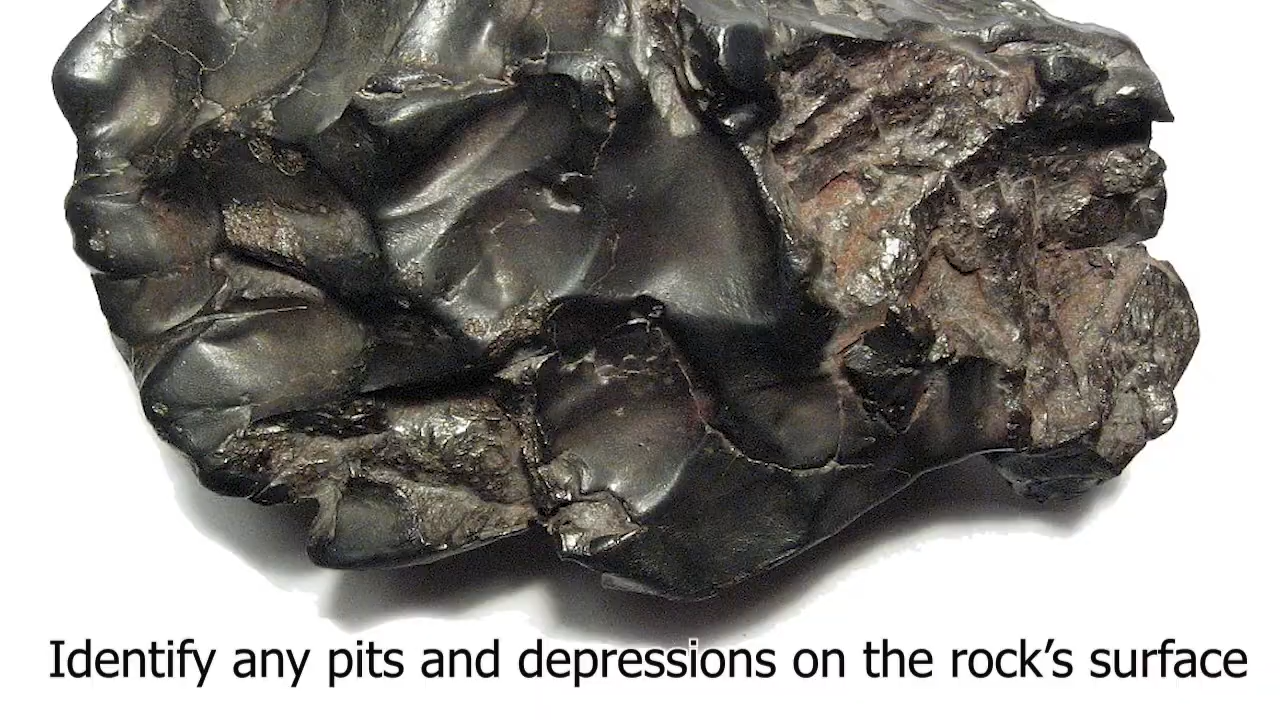 Identify any pits and depressions on the rock’s surface